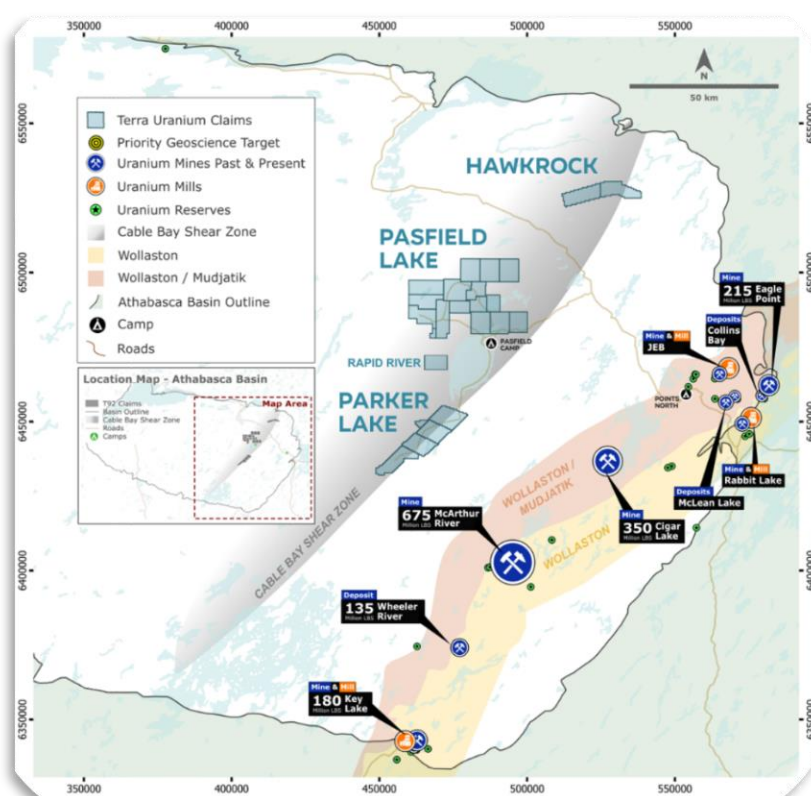 350000
400000
450000
500000
550000
6550000
6500000
6450000
6400000
6350000
N
50 km
Terra Uranium Claims
Priority Geoscience Target
Uranium Mines Past & Present
Uranium Mills
Uranium Reserves
Cable Bay Shear Zone
Wollaston
Wollaston / Mudjatik
Athabasca Basin Outline
Camp
Roads
Location Map - Athabasca Basin
T92 Claims
Basin Outline
Cable Bay Shear Zone
Roads
Camps
Map Area
HAWKROCK
PASFIELD
LAKE
PASFIELD
CAMP
RAPID RIVER
PARKER
LAKE
CABLE BAY SHEAR ZONE
WOLLASTON /
MUDJATIK
WOLLASTON
Mine
215 Eagle
Million LBS Point
Deposits
Collins
Bay
Mine & Mill
JEB
POINTS
NORTH
Mine & Mill
Rabbit Lake
Deposits
McLean Lake
Mine
350 Cigar
Million LBS Lake
Mine
675 McArthur
Million LBS River
Deposit
135 Wheeler
Million LBS River
Mine & Mill
180 Key
Million LBS Lake
6550000
6500000
6450000
6400000
6350000
350000
400000
450000
500000
550000